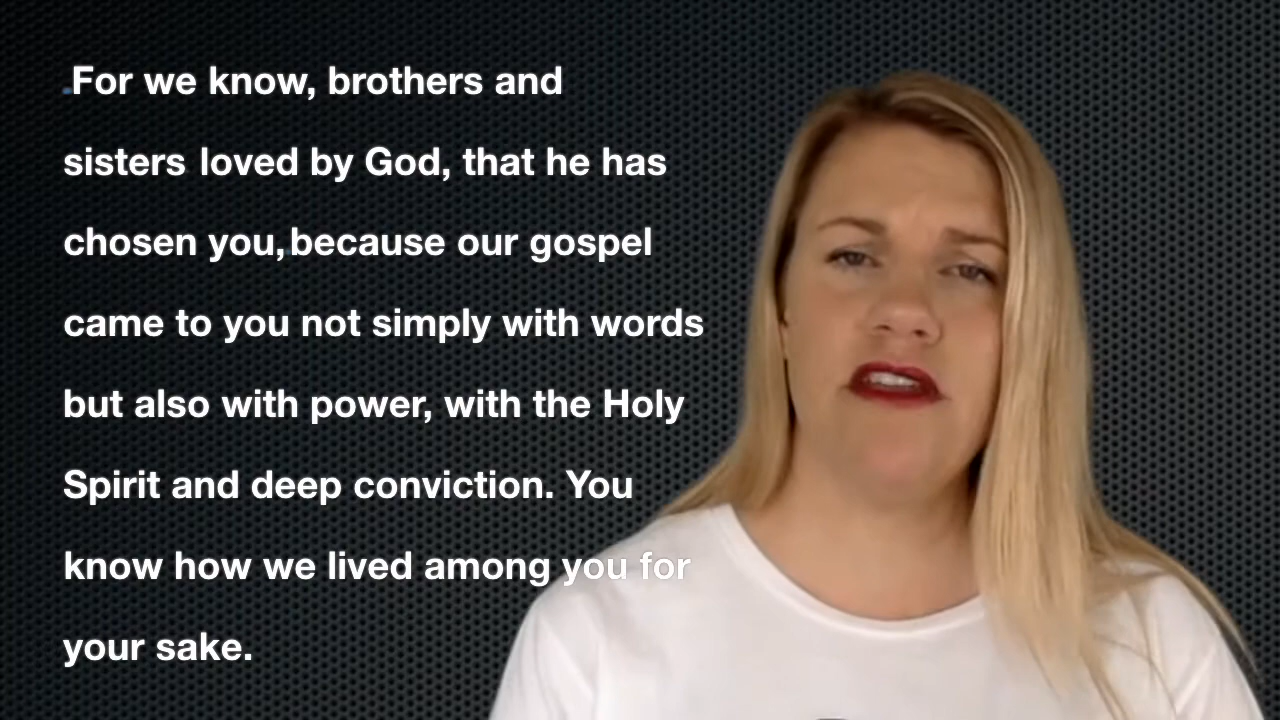 For we know, brothers and
sisters loved by God, that he has
chosen you, because our gospel
came to you not simply with words
but also with power, with the Holy
Spirit and deep conviction. You
know how we lived among you for
your sake.